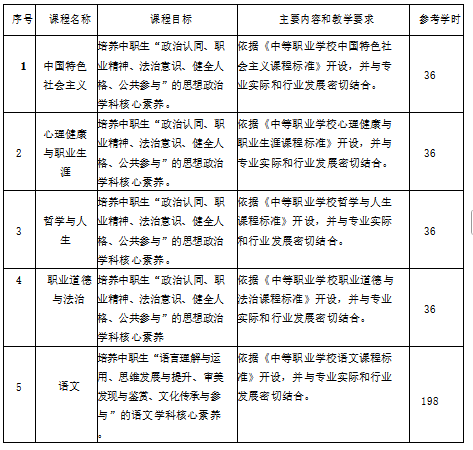 序号 课程名称 课程目标 主要内容和教学要求 参考学时
1
中国特色
社会主义
培养中职生“政治认同、职
业精神、法治意识、健全人
格、公共参与”的思想政治
学科核心素养。
依据《中等职业学校中国特色
社会主义课程标准》开设，并与专
业实际和行业发展密切结合。
36
2
心理健康
与职业生
涯
培养中职生“政治认同、职
业精神、法治意识、健全人
格、公共参与”的思想政治
学科核心素养。
依据《中等职业学校心理健康与
职业生涯课程标准》开设，并与
专业实际和行业发展密切结合。
36
3
哲学与人
生
培养中职生“政治认同、职
业精神、法治意识、健全人
格、公共参与”的思想政治
学科核心素养。
依据《中等职业学校哲学与人生
课程标准》开设，并与专业实际
和行业发展密切结合。
36
4
职业道德
与法治
培养中职生“政治认同、职
业精神、法治意识、健全人
格、公共参与”的思想政治
学科核心素养
依据《中等职业学校职业道德与
法治课程标准》开设，并与专业
实际和行业发展密切结合。
36
5
语文
培养中职生“语言理解与运
用、思维发展与提升、审美
发现与鉴赏、文化传承与参
与”的语文学科核心素养
。
依据《中等职业学校语文课程标
准》开设，并与专业实际和行业
发展密切结合。
198